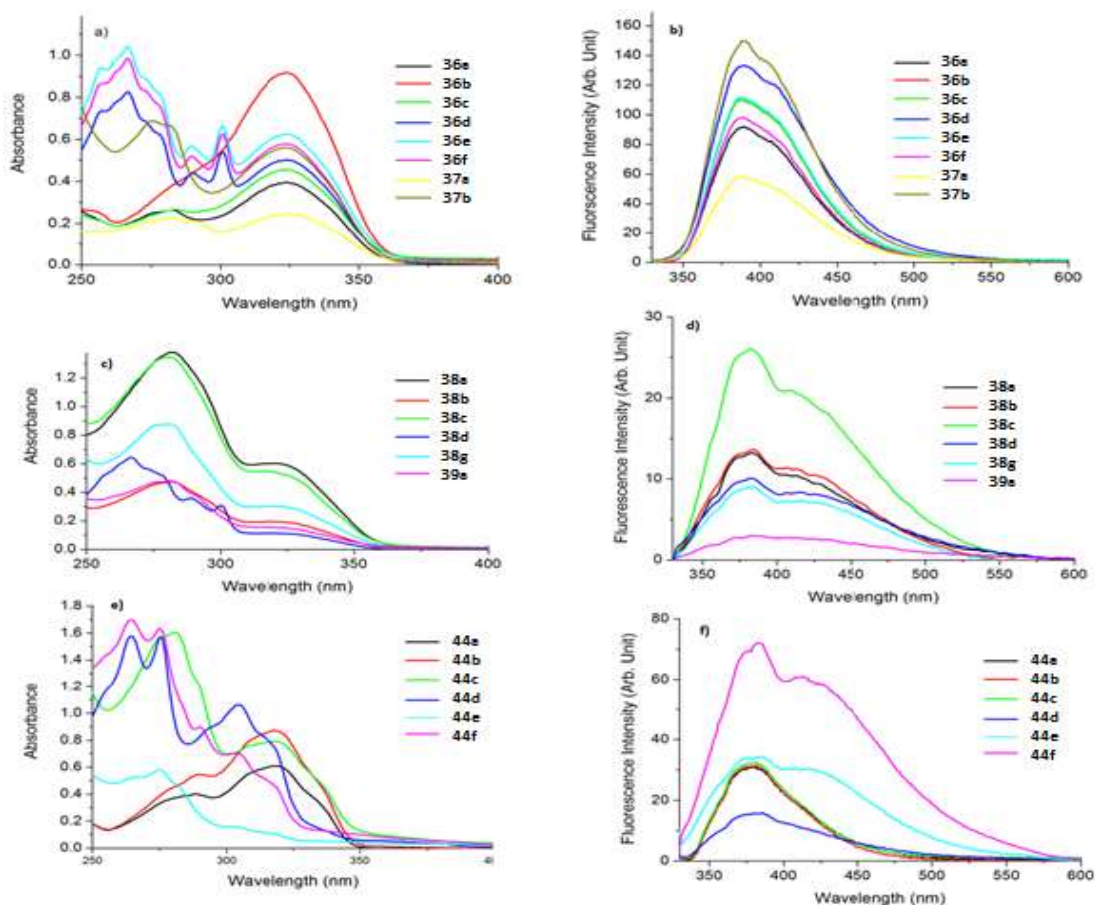 a)
Absorbance
1.0
0.8
0.6
0.4
0.2
0.0
250 300 350 400
Wavelength (nm)
36a
36b
36c
36d
36e
36f
37a
37b
b)
Fluorscence Intensity (Arb. Unit)
160
140
120
100
80
60
40
20
0
350 400 450 500 550 600
Wavelength (nm)
36a
36b
36c
36d
36e
36f
37a
37b
c)
Absorbance
1.2
1.0
0.8
0.6
0.4
0.2
0.0
250 300 350 400
Wavelength (nm)
38a
38b
38c
38d
38g
39a
d)
Fluorescence Intensity (Arb. Unit)
30
20
10
0
350 400 450 500 550 600
Wavelength (nm)
38a
38b
38c
38d
38g
39a
e)
Absorbance
1.8
1.6
1.4
1.2
1.0
0.8
0.6
0.4
0.2
0.0
250 300 350
Wavelength (nm)
44a
44b
44c
44d
44e
44f
f)
Fluorescence Intensity (Arb. Unit)
80
60
40
20
0
350 400 450 500 550 600
Wavelength (nm)
44a
44b
44c
44d
44e
44f